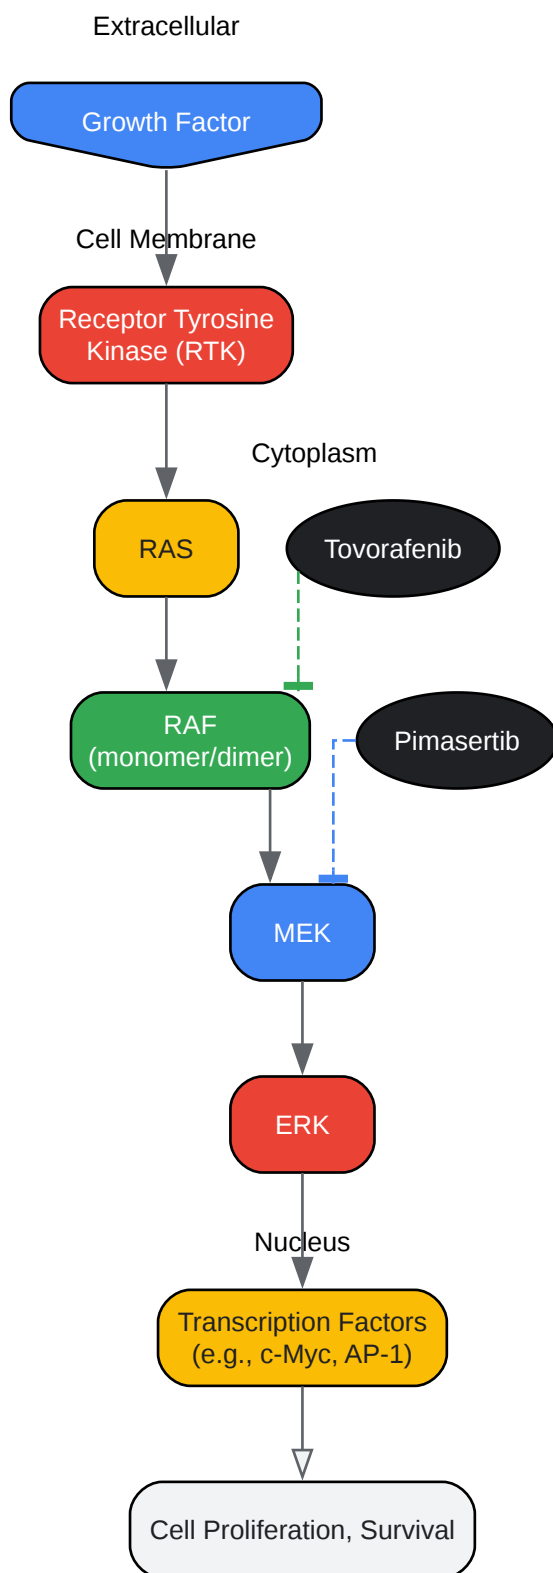 Extracellular
Growth Factor
Cell Membrane
Receptor Tyrosine
Kinase (RTK)
Cytoplasm
RAS
Tovorafenib
RAF
(monomer/dimer)
Pimasertib
MEK
ERK
Nucleus
Transcription Factors
(e.g., c-Myc, AP-1)
Cell Proliferation, Survival